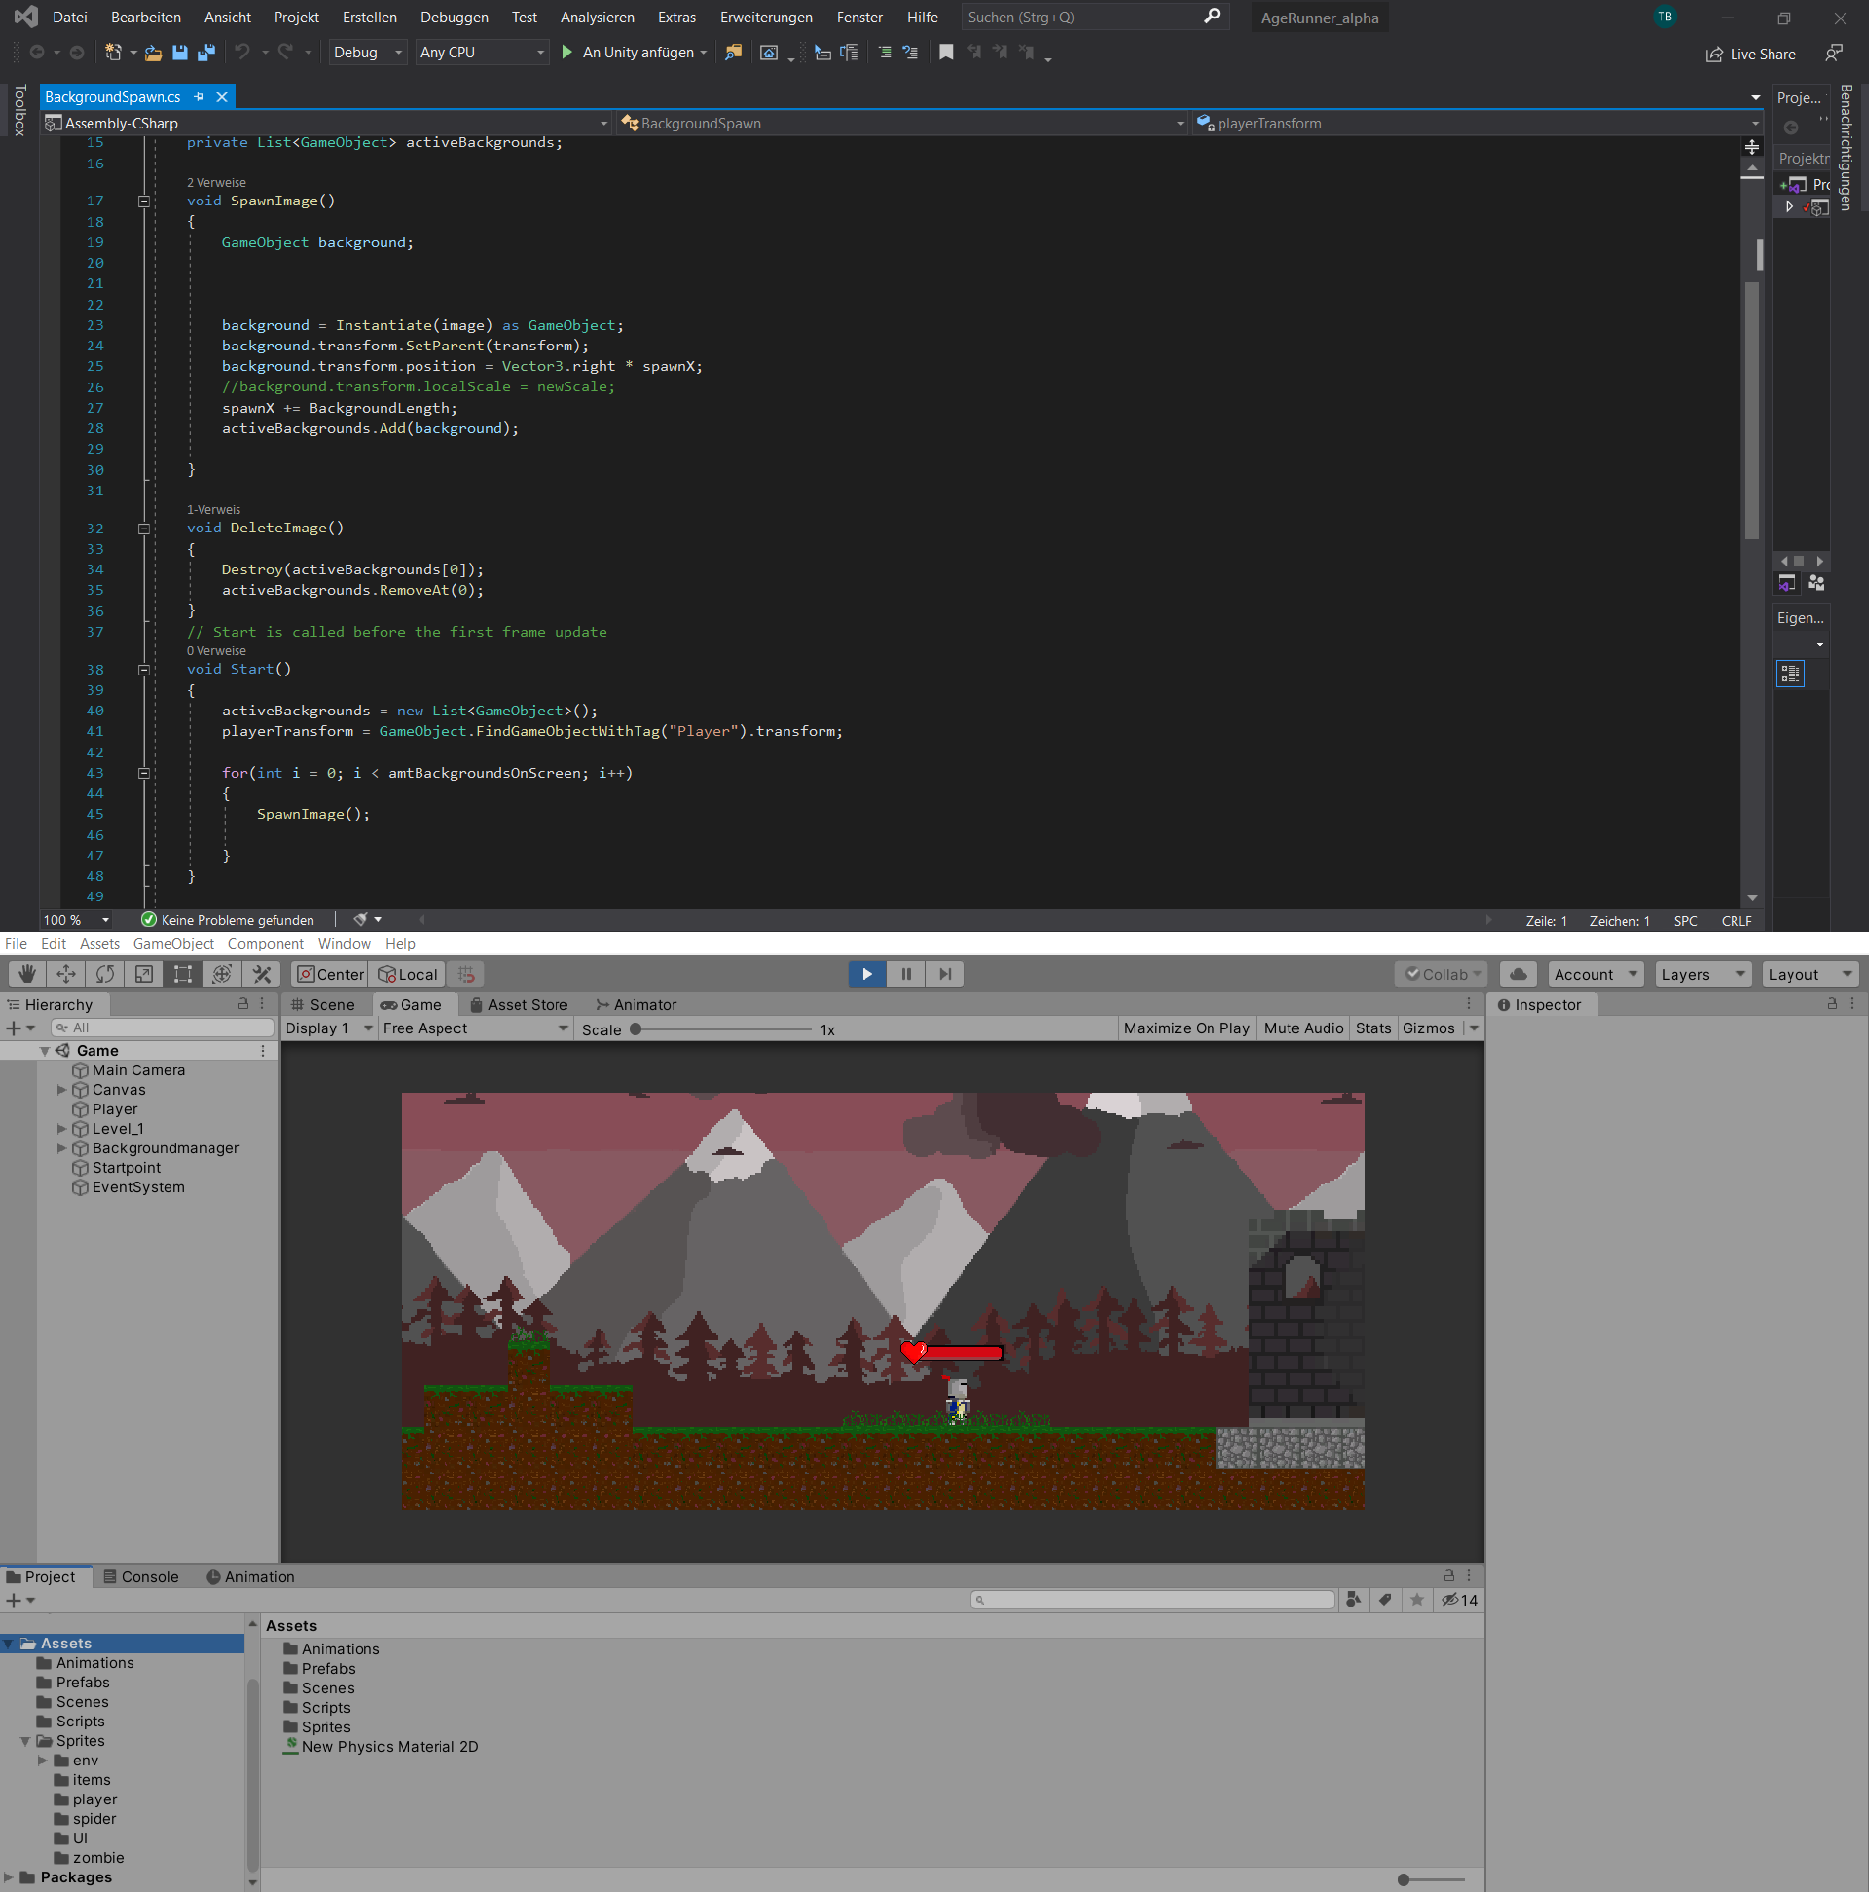 Datei Bearbeiten Ansicht Projekt Erstellen Debuggen Test Analysieren Extras Erweiterungen Fenster Hilfe Suchen (Strg+Q) AgeRunner_alpha TB
Debug Any CPU An Unity anfügen Live Share
Toolbox
BackgroundSpawn.cs
Proje...
Benachrichtigungen
Assembly-CSharp BackgroundSpawn playerTransform
15 private List<GameObject> activeBackgrounds;
16
Projektm
2 Verweise
17 void SpawnImage()
18 {
19 GameObject background;
20
21
22
23 background = Instantiate(image) as GameObject;
24 background.transform.SetParent(transform);
25 background.transform.position = Vector3.right * spawnX;
26 //background.transform.localScale = newScale;
27 spawnX += BackgroundLength;
28 activeBackgrounds.Add(background);
29
30 }
31
1-Verweis
32 void DeleteImage()
33 {
34 Destroy(activeBackgrounds[0]);
35 activeBackgrounds.RemoveAt(0);
36 }
37 // Start is called before the first frame update
0 Verweise
38 void Start()
39 {
40 activeBackgrounds = new List<GameObject>();
41 playerTransform = GameObject.FindGameObjectWithTag("Player").transform;
42
43 for(int i = 0; i < amtBackgroundsOnScreen; i++)
44 {
45 SpawnImage();
46
47 }
48 }
49
Pro
Eigen...
100 % Keine Probleme gefunden Zeile: 1 Zeichen: 1 SPC CRLF
File Edit Assets GameObject Component Window Help
Center Local Collab Account Layers Layout
Hierarchy
Scene Game Asset Store Animator
Inspector
All
Display 1 Free Aspect Scale 1x Maximize On Play Mute Audio Stats Gizmos
Game
Main Camera
Canvas
Player
Level_1
Backgroundmanager
Startpoint
EventSystem
Project Console Animation
14
Assets
Animations
Prefabs
Scenes
Scripts
Sprites
env
items
player
spider
UI
zombie
Packages
Assets
Animations
Prefabs
Scenes
Scripts
Sprites
New Physics Material 2D